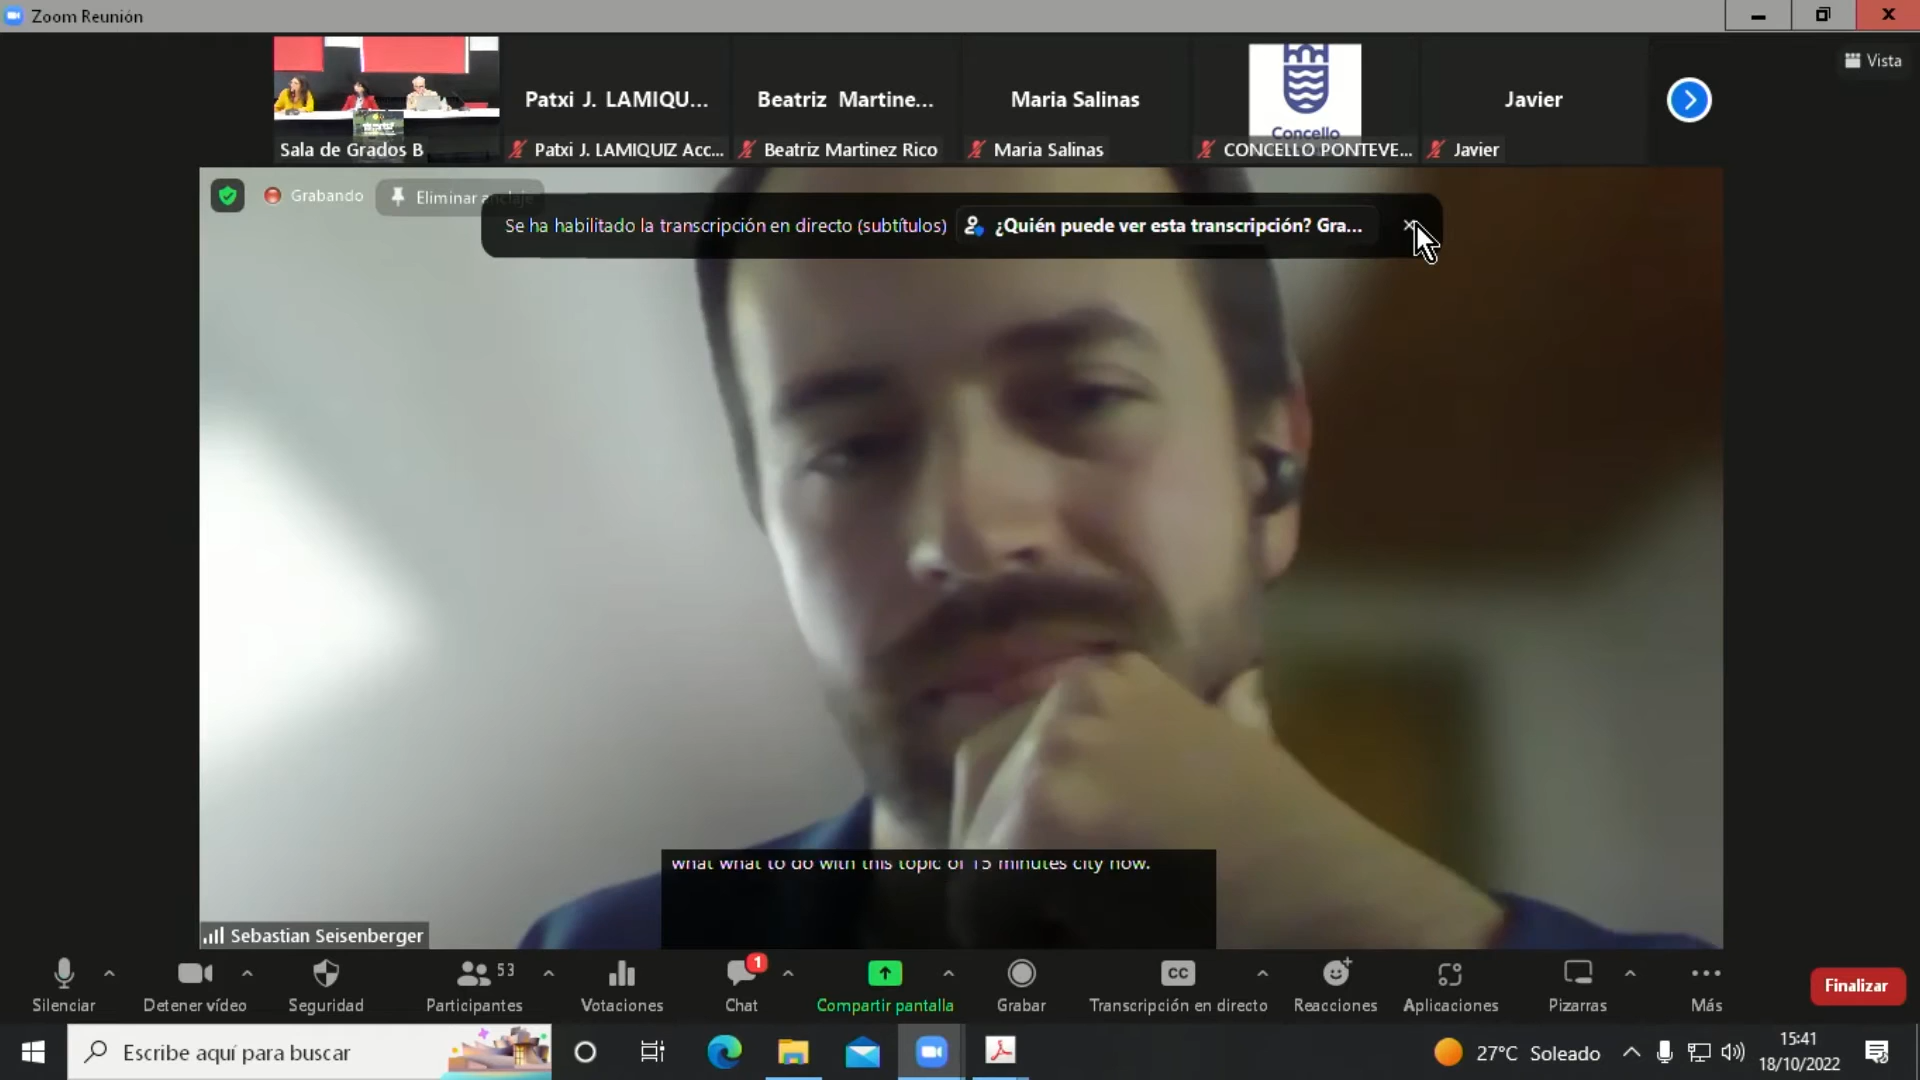 Zoom Reunión
Vista
Patxi J. LAMIQU...
Beatriz Martine...
Maria Salinas
Concello
Javier
Sala de Grados B
Patxi J. LAMIQUIZ Acc...
Beatriz Martinez Rico
Maria Salinas
CONCELLO PONTEVE...
Javier
Grabando
Eliminar anclaje
Se ha habilitado la transcripción en directo (subtítulos)
¿Quién puede ver esta transcripción? Gra...
what what to do with this topic of 15 minutes city now.
Sebastian Seisenberger
53
1
CC
Silenciar
Detener vídeo
Seguridad
Participantes
Votaciones
Chat
Compartir pantalla
Grabar
Transcripción en directo
Reacciones
Aplicaciones
Pizarras
Más
Finalizar
Escribe aquí para buscar
27°C Soleado
15:41
18/10/2022